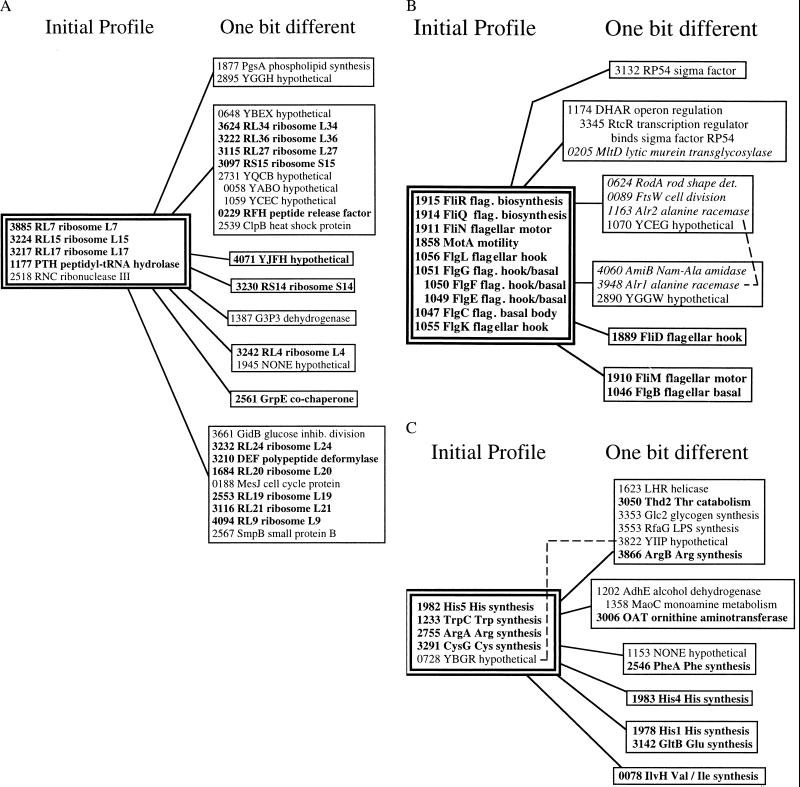 A
Initial Profile
One bit different
1877 PgsA phospholipid synthesis
2895 YGGH hypothetical
0648 YBEX hypothetical
3624 RL34 ribosome L34
3222 RL36 ribosome L36
3115 RL27 ribosome L27
3097 RS15 ribosome S15
2731 YQCB hypothetical
0058 YABO hypothetical
1059 YCEC hypothetical
0229 RFH peptide release factor
2539 ClpB heat shock protein
3885 RL7 ribosome L7
3224 RL15 ribosome L15
3217 RL17 ribosome L17
1177 PTH peptidyl-tRNA hydrolase
2518 RNC ribonuclease III
4071 YJFH hypothetical
3230 RS14 ribosome S14
1387 G3P3 dehydrogenase
3242 RL4 ribosome L4
1945 NONE hypothetical
2561 GrpE co-chaperone
3661 GidB glucose inhib. division
3232 RL24 ribosome L24
3210 DEF polypeptide deformylase
1684 RL20 ribosome L20
0188 MesJ cell cycle protein
2553 RL19 ribosome L19
3116 RL21 ribosome L21
4094 RL9 ribosome L9
2567 SmpB small protein B
B
Initial Profile
One bit different
3132 RP54 sigma factor
1174 DHAR operon regulation
3345 RtcR transcription regulator
binds sigma factor RP54
0205 MltD lytic murein transglycosylase
1915 FliR flag. biosynthesis
1914 FliQ flag. biosynthesis
1911 FliN flagellar motor
1858 MotA motility
1056 FlgL flagellar hook
1051 FlgG flag. hook/basal
1050 FlgF flag. hook/basal
1049 FlgE flag. hook/basal
1047 FlgC flag. basal body
1055 FlgK flagellar hook
0624 RodA rod shape det.
0089 FtsW cell division
1163 Alr2 alanine racemase
1070 YCEG hypothetical
4060 AmiB Nam-Ala amidase
3948 Alr1 alanine racemase
2890 YGGW hypothetical
1889 FliD flagellar hook
1910 FliM flagellar motor
1046 FlgB flagellar basal
C
Initial Profile
One bit different
1623 LHR helicase
3050 Thd2 Thr catabolism
3353 Glc2 glycogen synthesis
3553 RfaG LPS synthesis
3822 YIIP hypothetical
3866 ArgB Arg synthesis
1982 His5 His synthesis
1233 TrpC Trp synthesis
2755 ArgA Arg synthesis
3291 CysG Cys synthesis
0728 YBGR hypothetical
1202 AdhE alcohol dehydrogenase
1358 MaoC monoamine metabolism
3006 OAT ornithine aminotransferase
1153 NONE hypothetical
2546 PheA Phe synthesis
1983 His4 His synthesis
1978 His1 His synthesis
3142 GltB Glu synthesis
0078 IlvH Val / Ile synthesis